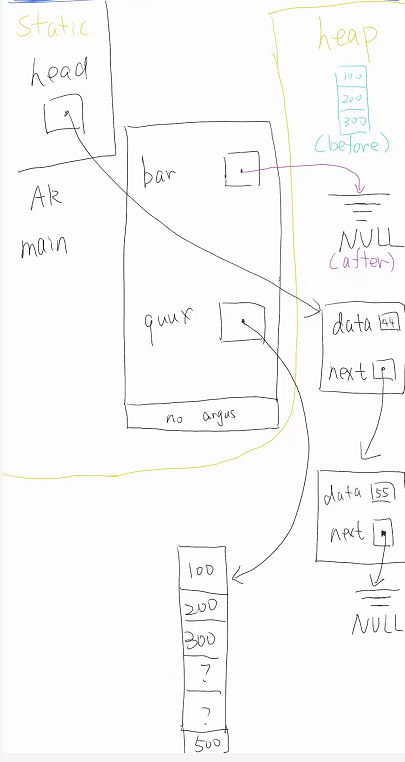 static
head
AR
main
bar
quux
no argus
heap
100
200
300
(before)
NULL
(after)
data 44
next
data 55
next
NULL
100
200
300
?
?
500